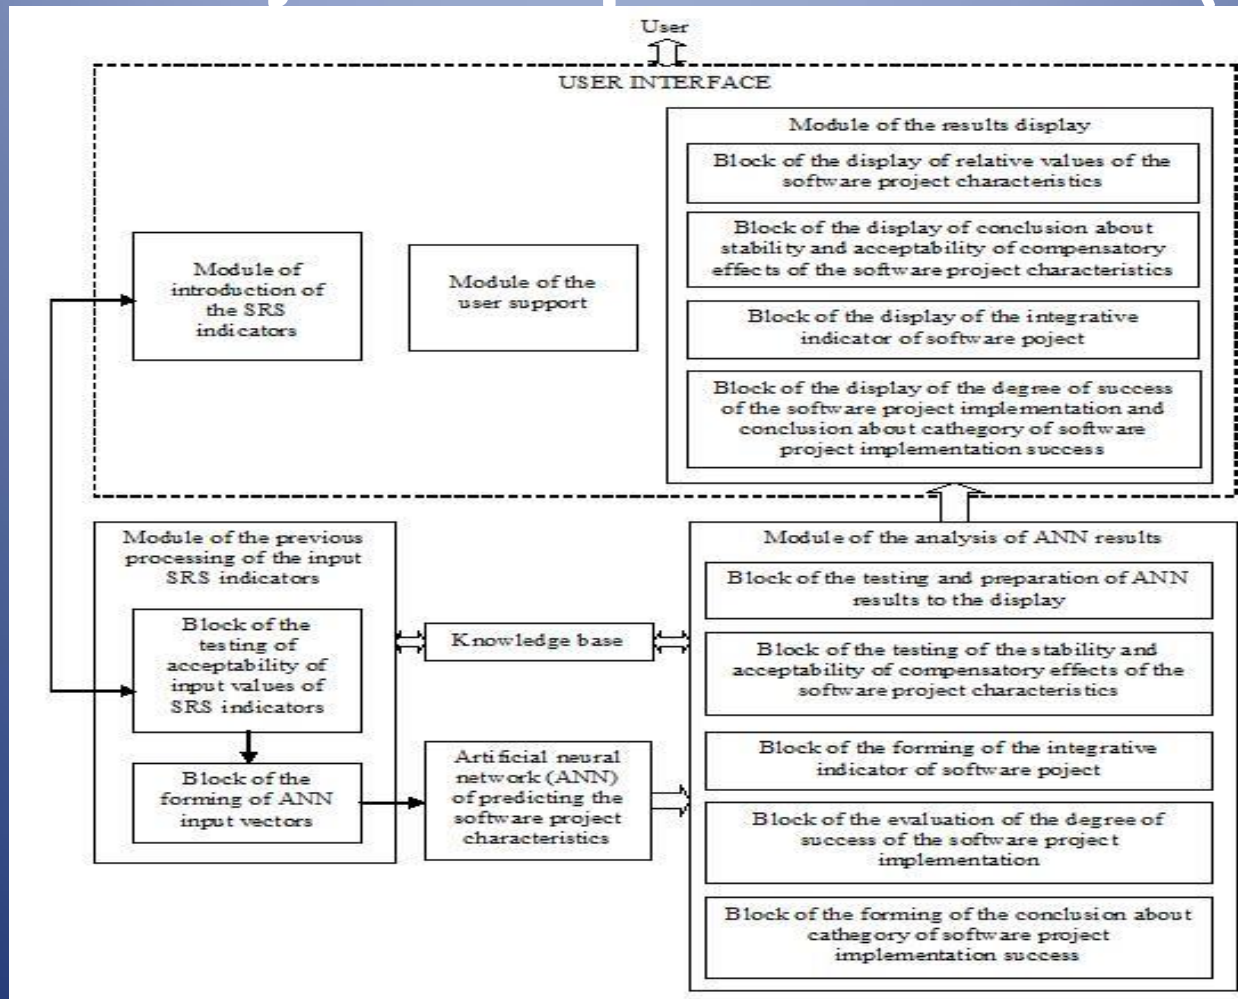 User
USER INTERFACE
Module of the results display
Block of the display of relative values of the
software project characteristics
Block of the display of conclusion about
stability and acceptability of compensatory
effects of the software project characteristics
Block of the display of the integrative
indicator of software poject
Block of the display of the degree of success
of the software project implementation and
conclusion about cathegory of software
project implementation success
Module of
introduction of
the SRS
indicators
Module of the
user support
Module of the previous
processing of the input
SRS indicators
Block of the
testing of
acceptability of
input values of
SRS indicators
Block of the
forming of ANN
input vectors
Knowledge base
Artificial neural
network (ANN)
of predicting the
software project
characteristics
Module of the analysis of ANN results
Block of the testing and preparation of ANN
results to the display
Block of the testing of the stability and
acceptability of compensatory effects of the
software project characteristics
Block of the forming of the integrative
indicator of software poject
Block of the evaluation of the degree of
success of the software project
implementation
Block of the forming of the conclusion about
cathegory of software project
implementation success